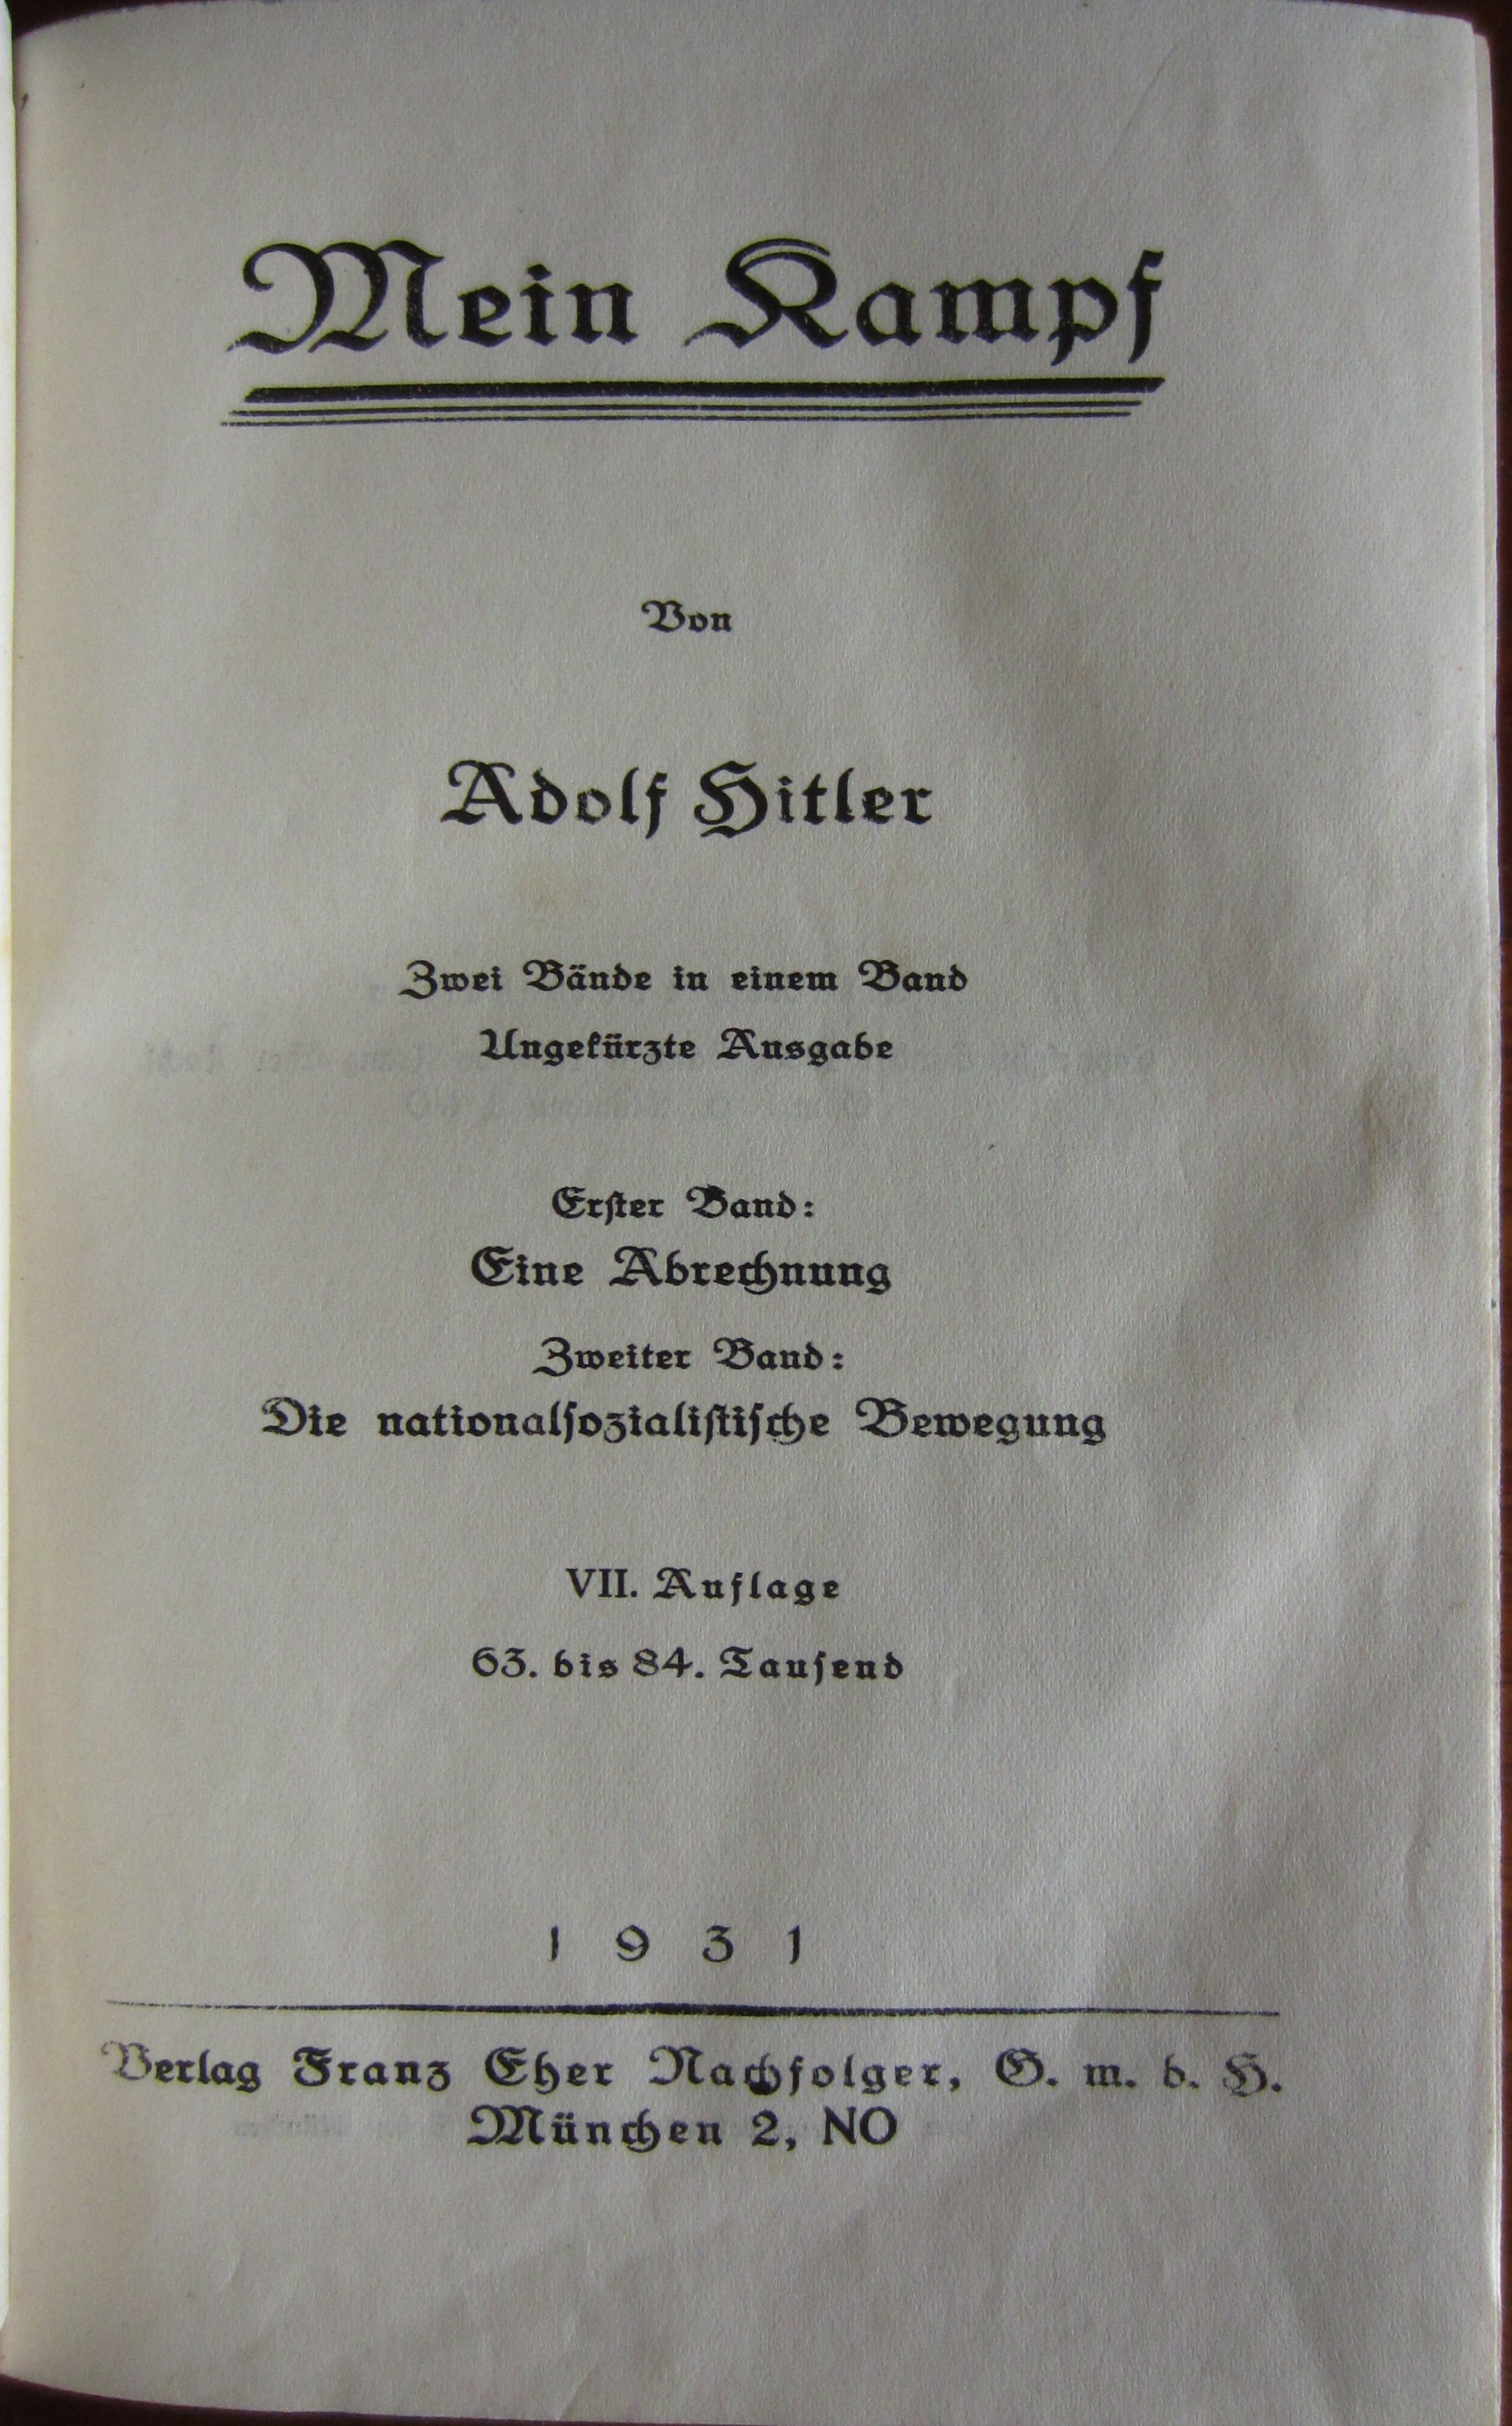 Mein Kampf
Von
Adolf Hitler
Zwei Bände in einem Band
Ungekürzte Ausgabe
Erſter Band:
Eine Abrechnung
Zweiter Band:
Die nationalſozialiſtiſche Bewegung
VII. Auflage
63. bis 84. Tauſend
1931
Verlag Franz Eher Nachfolger, G. m. b. H.
München 2, NO